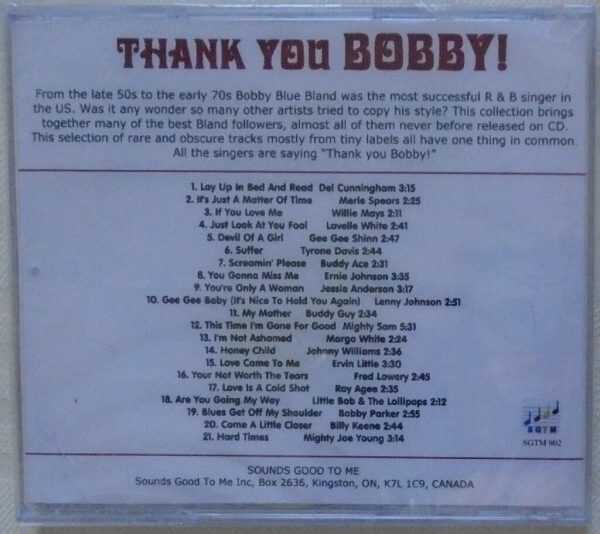 THANK YOU BOBBY!
From the late 50s to the early 70s Bobby Blue Bland was the most successful R & B singer in
the US. Was it any wonder so many other artists tried to copy his style? This collection brings
together many of the best Bland followers, almost all of them never before released on CD.
This selection of rare and obscure tracks mostly from tiny labels all have one thing in common.
All the singers are saying "Thank you Bobby!"
1. Lay Up In Bed And Read Del Cunningham 3:15
2. It's Just A Matter Of Time Merle Spears 2:25
3. If You Love Me Willie Mays 2:11
4. Just Look At You Fool Lavelle White 2:41
5. Devil Of A Girl Gee Gee Shinn 2:47
6. Suffer Tyrone Davis 2:44
7. Screamin' Please Buddy Ace 2:31
8. You Gonna Miss Me Ernie Johnson 3:35
9. You're Only A Woman Jessie Anderson 3:17
10. Gee Gee Baby (It's Nice To Hold You Again) Lenny Johnson 2:51
11. My Mother Buddy Guy 2:34
12. This Time I'm Gone For Good Mighty Sam 5:31
13. I'm Not Ashamed Margo White 2:24
14. Honey Child Johnny Williams 2:36
15. Love Come To Me Ervin Little 3:30
16. Your Not Worth The Tears Fred Lowery 2:45
17. Love Is A Cold Shot Ray Agee 2:35
18. Are You Going My Way Little Bob & The Lollipops 2:12
19. Blues Get Off My Shoulder Bobby Parker 2:55
20. Come A Little Closer Billy Keene 2:44
21. Hard Times Mighty Joe Young 3:14
S G T M
SGTM 902
SOUNDS GOOD TO ME
Sounds Good To Me Inc, Box 2636, Kingston, ON, K7L 1C9, CANADA